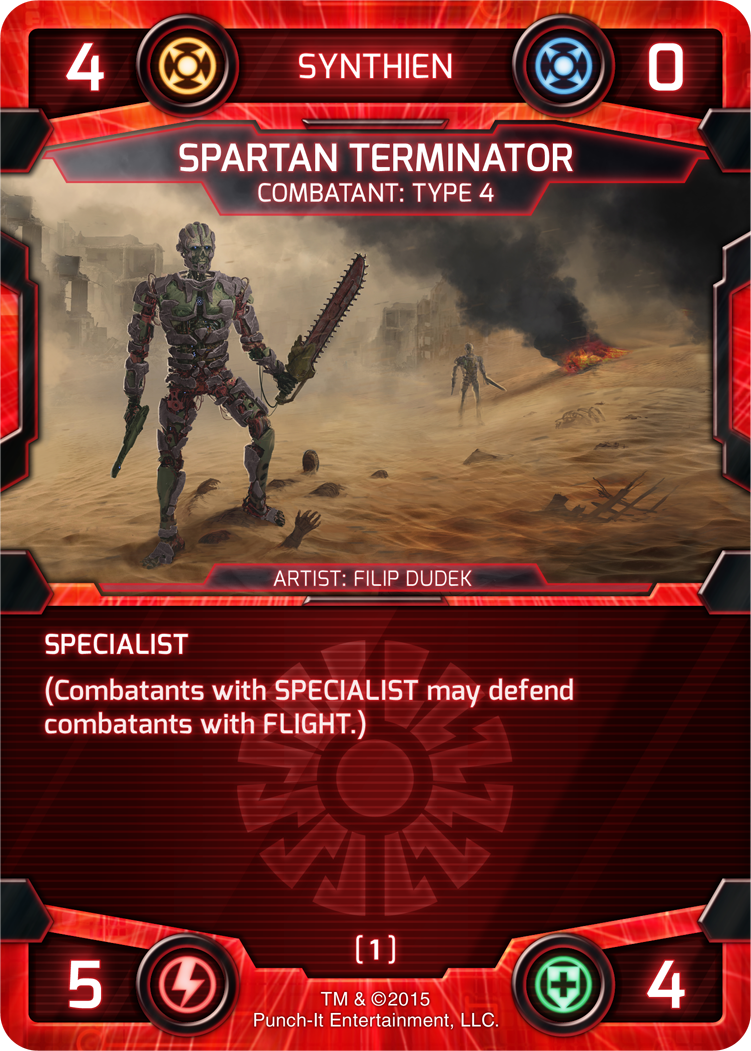 4 SYNTHIEN 0
SPARTAN TERMINATOR
COMBATANT: TYPE 4
ARTIST: FILIP DUDEK
SPECIALIST
(Combatants with SPECIALIST may defend
combatants with FLIGHT.)
(1)
5 4
TM & ©2015
Punch-It Entertainment, LLC.